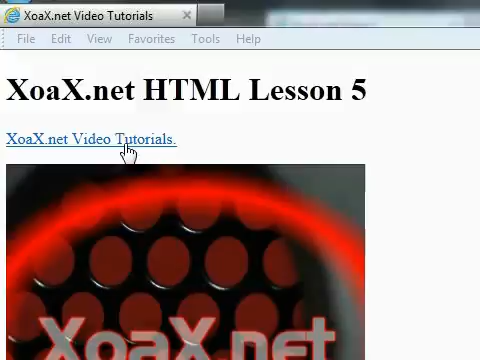 XoaX.net Video Tutorials
File Edit View Favorites Tools Help
XoaX.net HTML Lesson 5
XoaX.net Video Tutorials.
XoaX.net